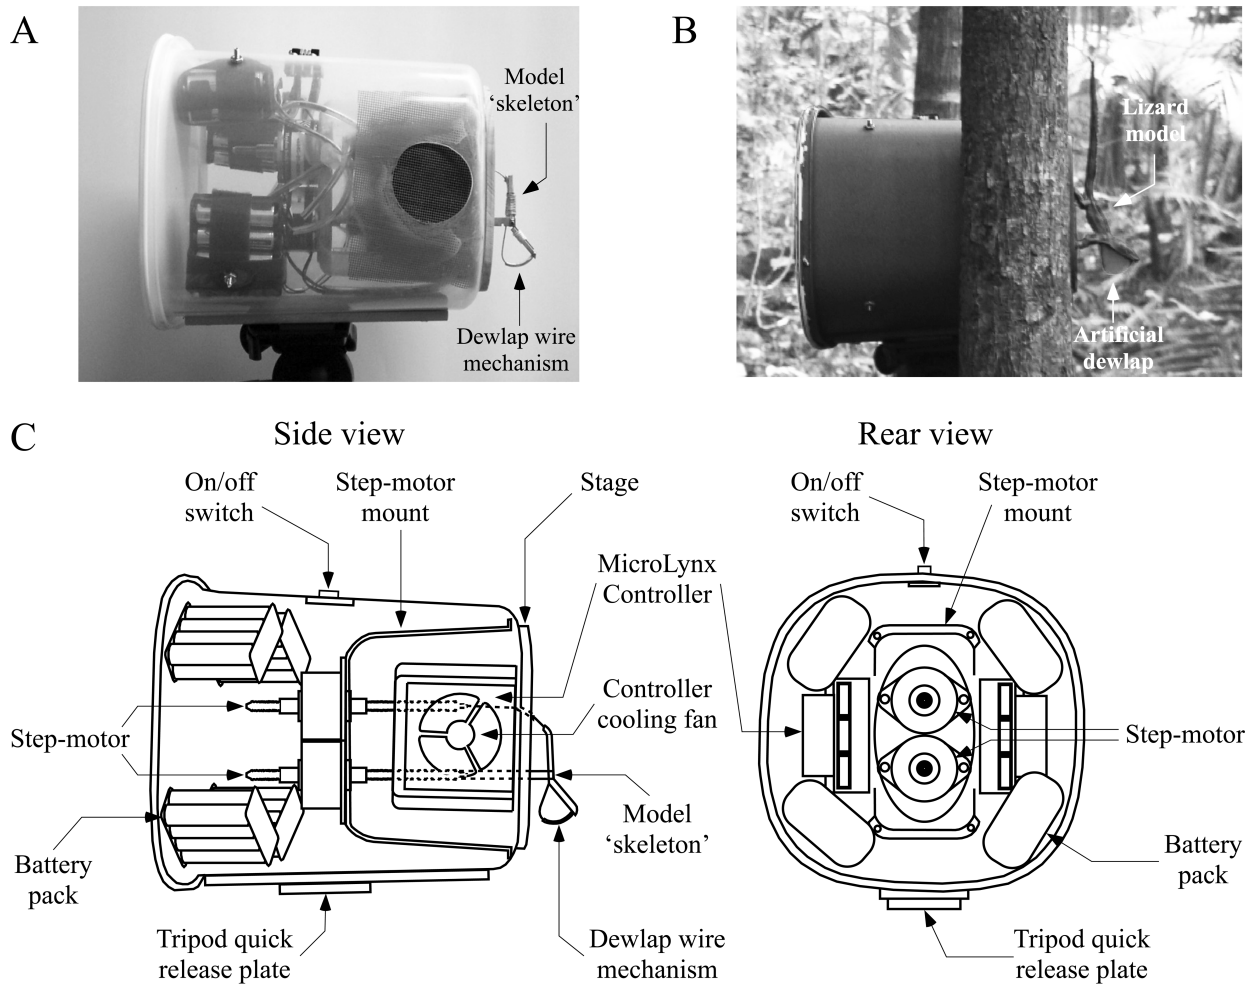 A
Model
‘skeleton’
Dewlap wire
mechanism
B
Lizard
model
Artificial
dewlap
C
Side view
On/off
switch
Step-motor
mount
Stage
MicroLynx
Controller
Controller
cooling fan
Step-motor
Model
‘skeleton’
Battery
pack
Tripod quick
release plate
Dewlap wire
mechanism
Rear view
On/off
switch
Step-motor
mount
Step-motor
Battery
pack
Tripod quick
release plate